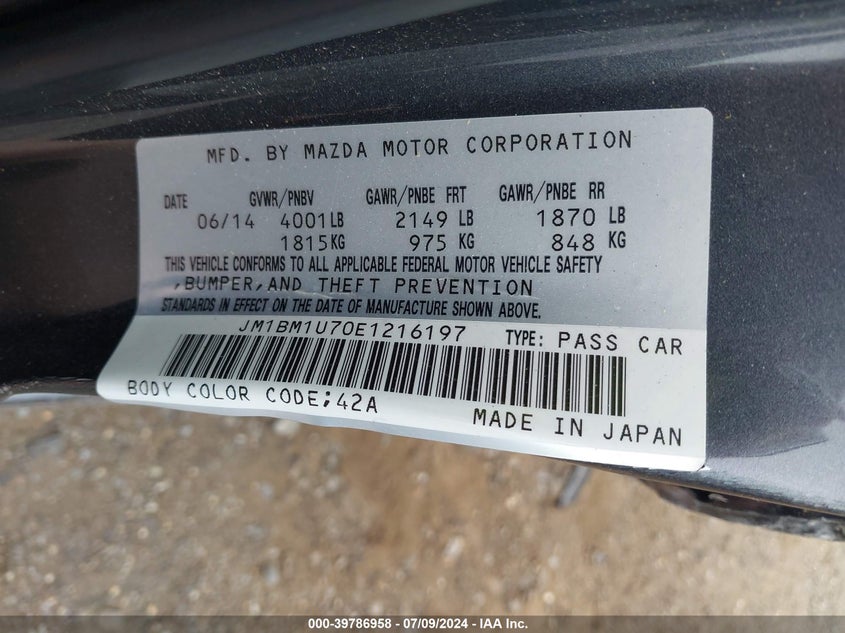 MFD. BY MAZDA MOTOR CORPORATION
DATE GVWR/PNBV GAWR/PNBE FRT GAWR/PNBE RR
06/14 4001LB 2149 LB 1870 LB
1815KG 975 KG 848 KG
THIS VEHICLE CONFORMS TO ALL APPLICABLE FEDERAL MOTOR VEHICLE SAFETY
,BUMPER,AND THEFT PREVENTION
STANDARDS IN EFFECT ON THE DATE OF MANUFACTURE SHOWN ABOVE.
JM1BM1U70E1216197 TYPE: PASS CAR
BODY COLOR CODE;42A
MADE IN JAPAN
000-39786958 - 07/09/2024 - IAA Inc.